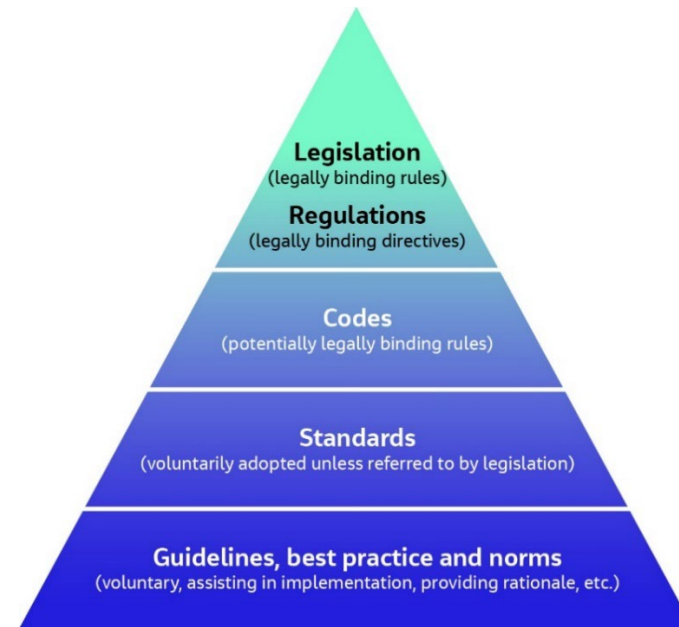 Legislation
(legally binding rules)
Regulations
(legally binding directives)
Codes
(potentially legally binding rules)
Standards
(voluntarily adopted unless referred to by legislation)
Guidelines, best practice and norms
(voluntary, assisting in implementation, providing rationale, etc.)